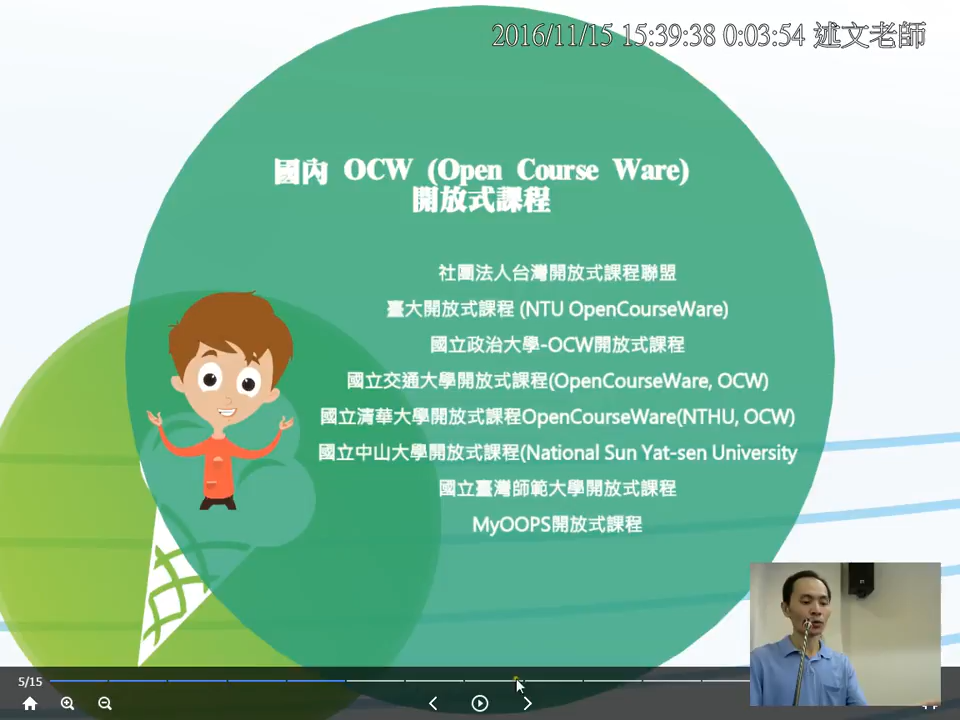 2016/11/15 15:39:38 0:03:54 述文老師
國內 OCW (Open Course Ware)
開放式課程
社團法人台灣開放式課程聯盟
臺大開放式課程 (NTU OpenCourseWare)
國立政治大學-OCW開放式課程
國立交通大學開放式課程(OpenCourseWare, OCW)
國立清華大學開放式課程OpenCourseWare(NTHU, OCW)
國立中山大學開放式課程(National Sun Yat-sen University
國立臺灣師範大學開放式課程
MyOOPS開放式課程
5/15